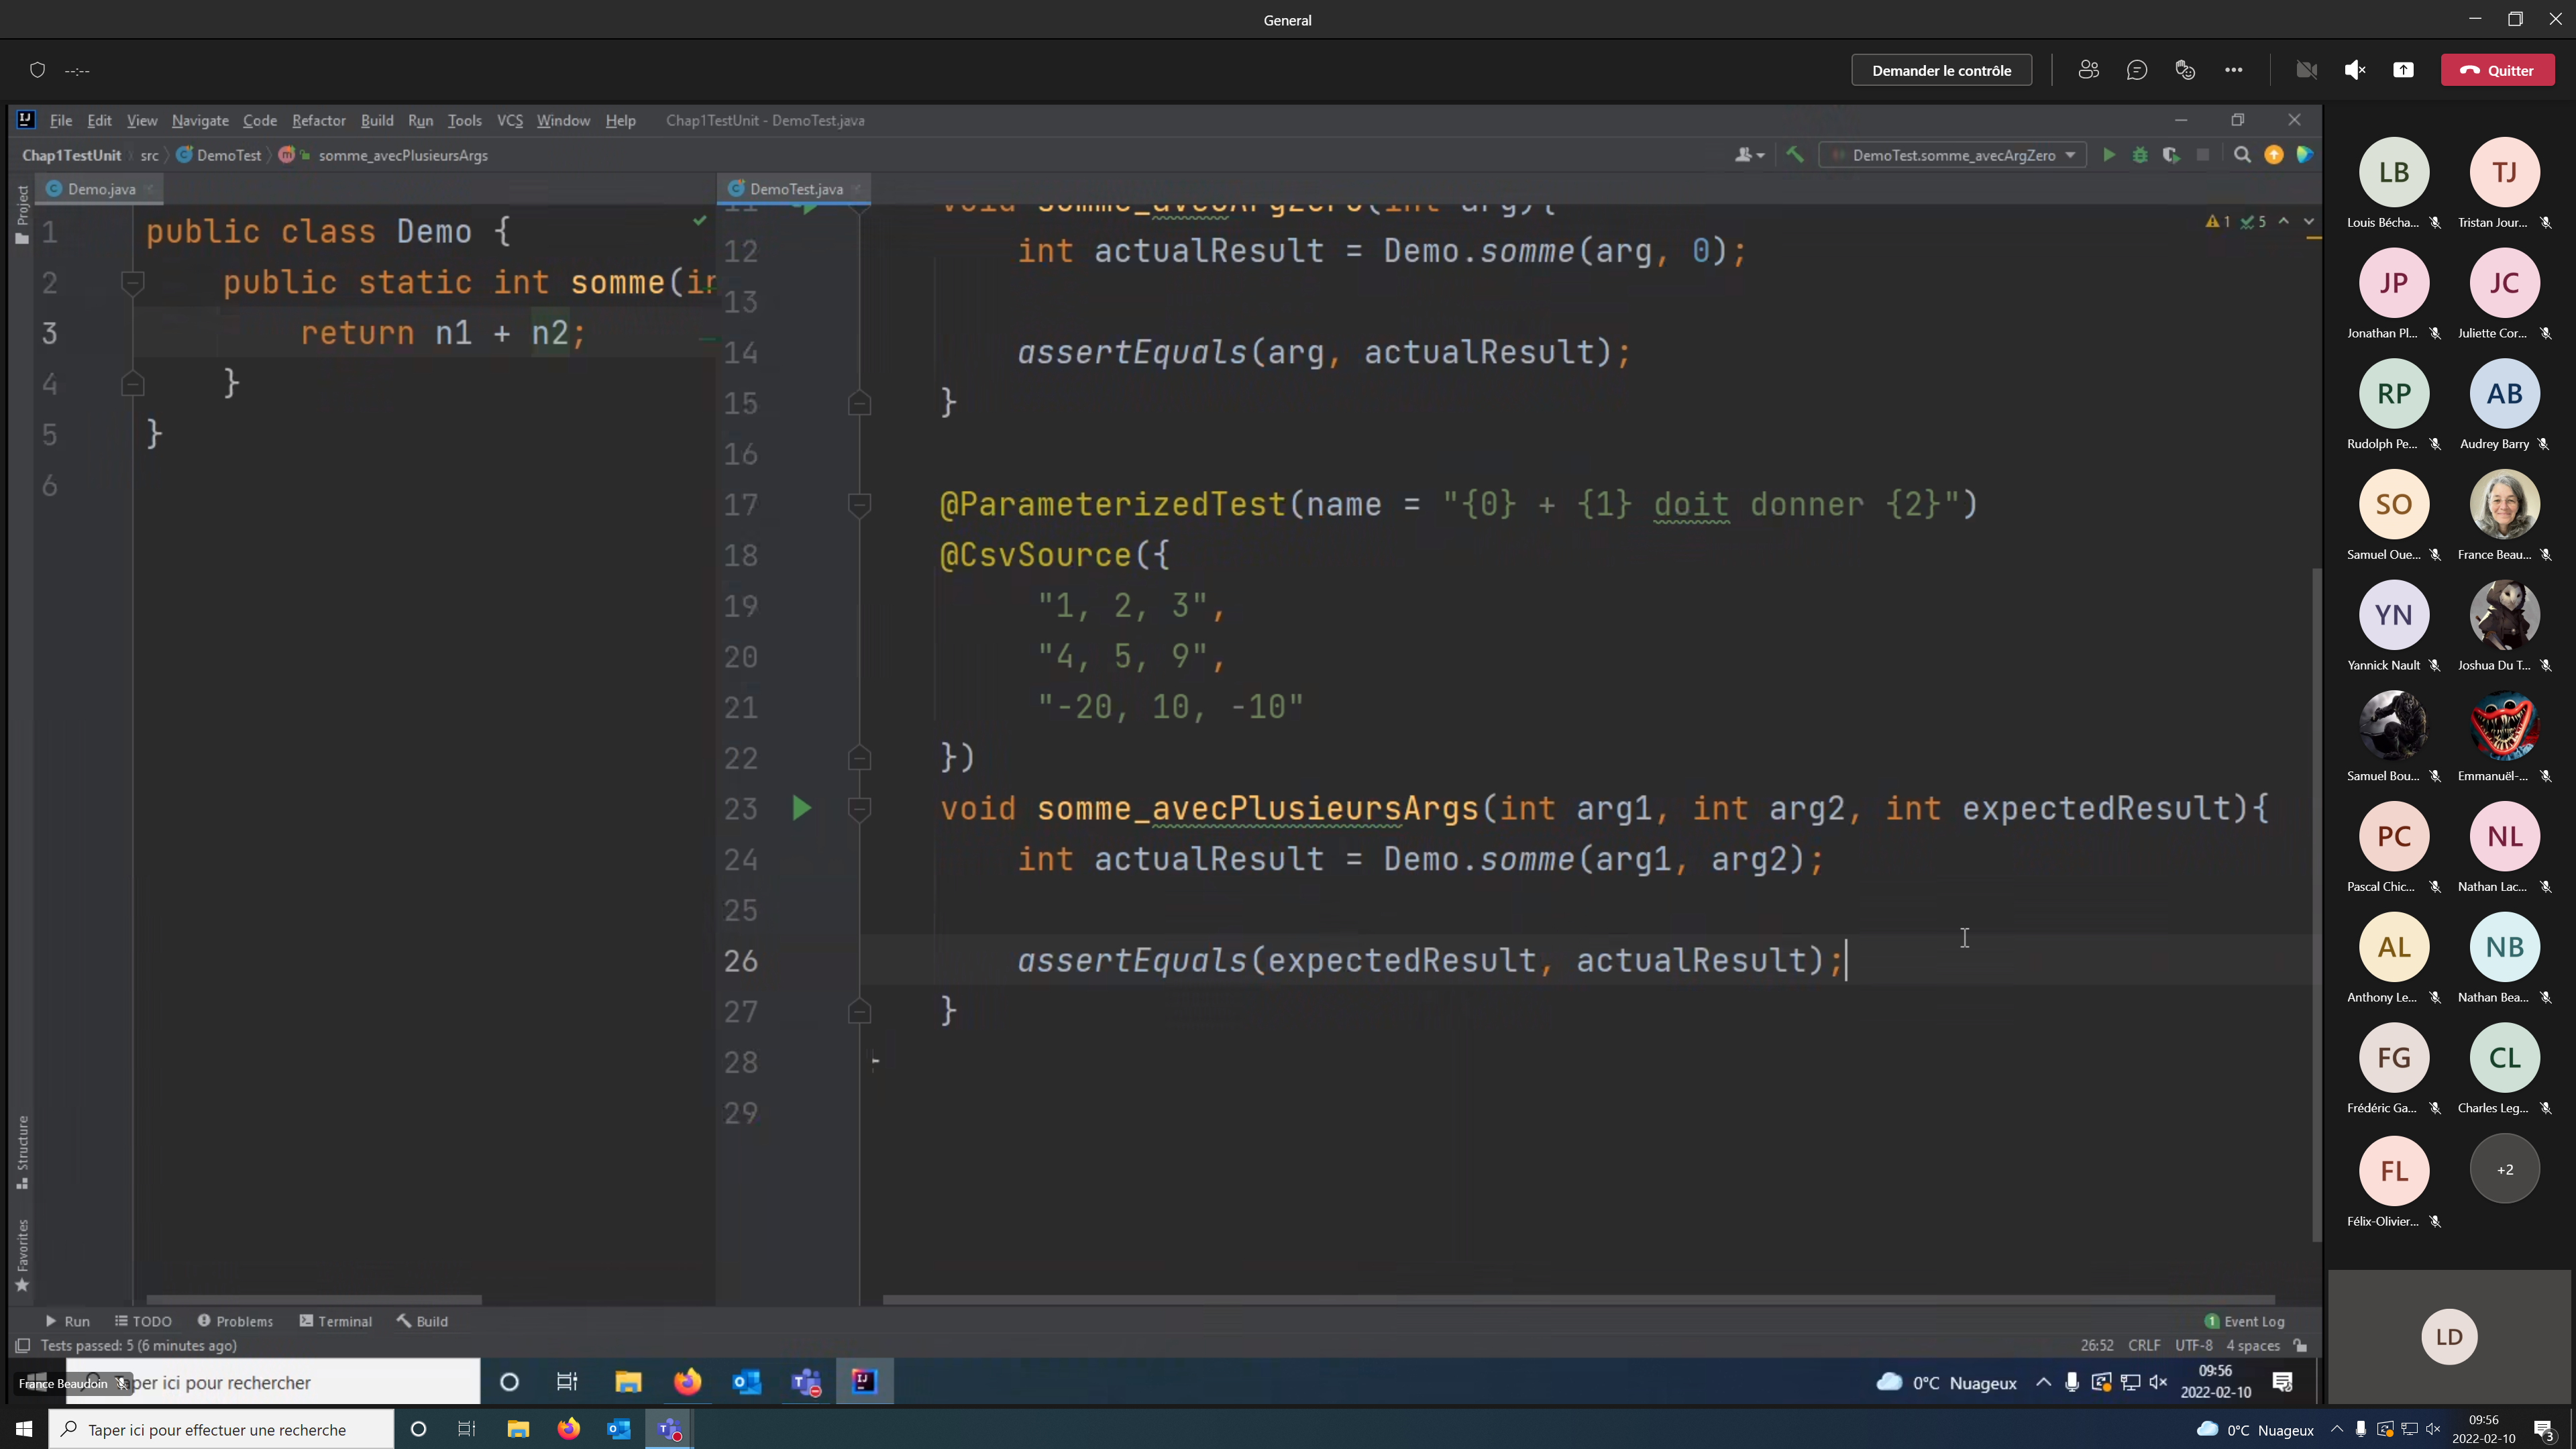 General
--:--
Demander le contrôle
Quitter
File Edit View Navigate Code Refactor Build Run Tools VCS Window Help Chap1TestUnit - DemoTest.java
Chap1TestUnit src DemoTest somme_avecPlusieursArgs
DemoTest.somme_avecArgZero
Project
Demo.java
1 public class Demo {
2 public static int somme(in
3 return n1 + n2;
4 }
5 }
6
DemoTest.java
1 5
11 void somme_avecArgZero(int arg){
12 int actualResult = Demo.somme(arg, 0);
13
14 assertEquals(arg, actualResult);
15 }
16
17 @ParameterizedTest(name = "{0} + {1} doit donner {2}")
18 @CsvSource({
19 "1, 2, 3",
20 "4, 5, 9",
21 "-20, 10, -10"
22 })
23 void somme_avecPlusieursArgs(int arg1, int arg2, int expectedResult){
24 int actualResult = Demo.somme(arg1, arg2);
25
26 assertEquals(expectedResult, actualResult);
27 }
28
29
Structure
Favorites
Run TODO Problems Terminal Build
1 Event Log
Tests passed: 5 (6 minutes ago)
26:52 CRLF UTF-8 4 spaces
France Beaudoin
aper ici pour rechercher
0°C Nuageux
09:56
2022-02-10
LB TJ
Louis Bécha... Tristan Jour...
JP JC
Jonathan Pl... Juliette Cor...
RP AB
Rudolph Pe... Audrey Barry
SO
Samuel Oue... France Beau...
YN
Yannick Nault Joshua Du T...
Samuel Bou... Emmanuël-...
PC NL
Pascal Chic... Nathan Lac...
AL NB
Anthony Le... Nathan Bea...
FG CL
Frédéric Ga... Charles Leg...
FL +2
Félix-Olivier...
LD
Taper ici pour effectuer une recherche
0°C Nuageux
09:56
2022-02-10
3